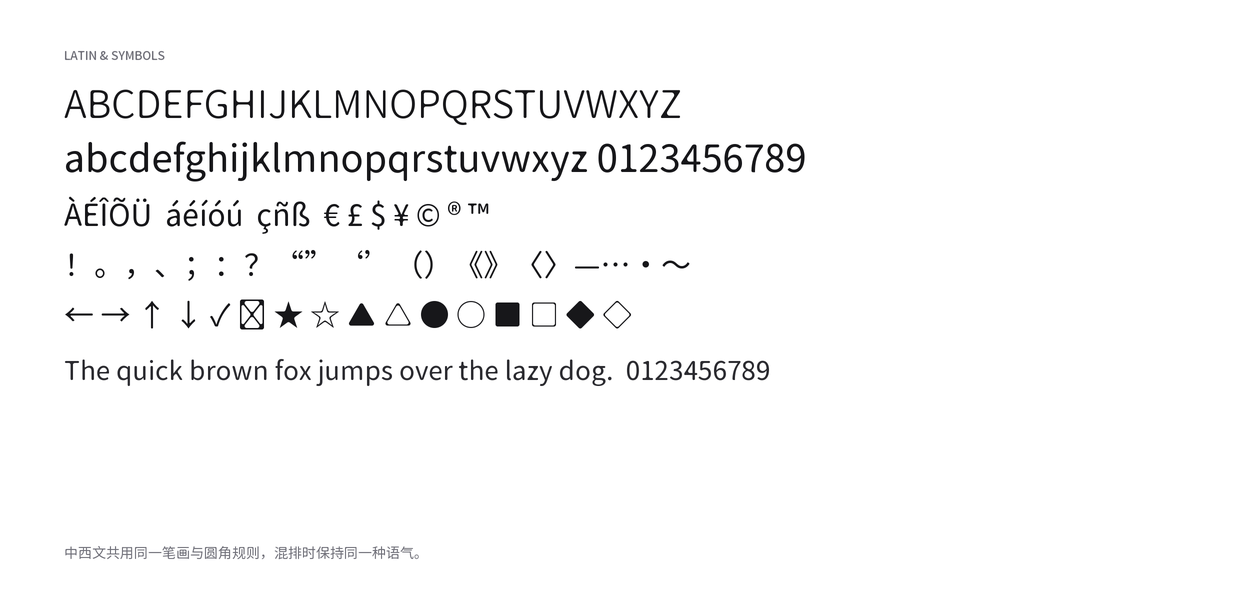 LATIN & SYMBOLS
ABCDEFGHIJKLMNOPQRSTUVWXYZ
abcdefghijklmnopqrstuvwxyz 0123456789
ÀÉÎÕÜ áéíóú çñß €£$¥©®™
！。，、；：？“”‘’（）《》〈〉—…·～
←→↑↓✓☒★☆▲△●○■□◆◇
The quick brown fox jumps over the lazy dog. 0123456789
中西文共用同一笔画与圆角规则，混排时保持同一种语气。